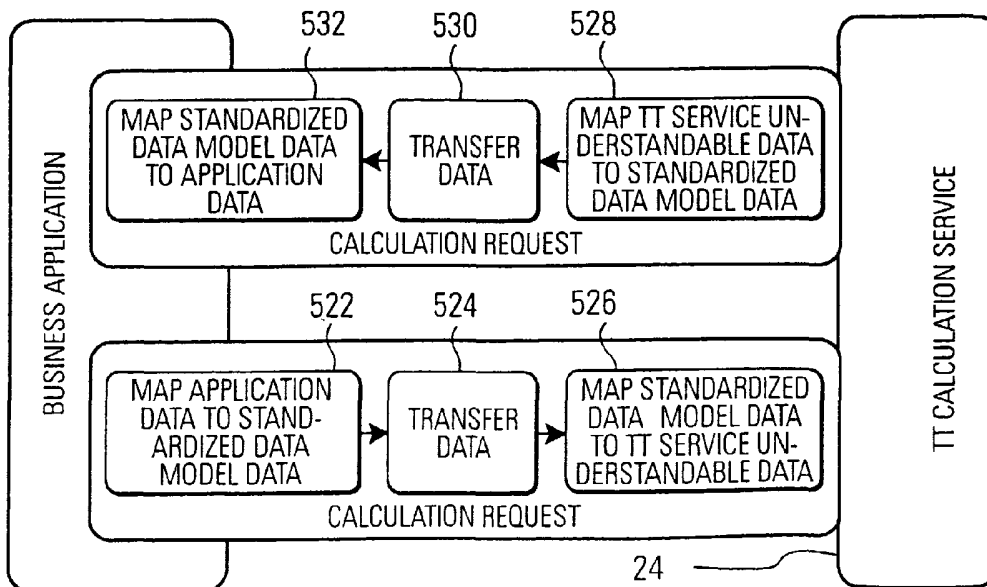 532
530
528
MAP STANDARDIZED
DATA MODEL DATA
TO APPLICATION
DATA
TRANSFER
DATA
MAP TT SERVICE UN-
DERSTANDABLE DATA
TO STANDARDIZED
DATA MODEL DATA
CALCULATION REQUEST
BUSINESS APPLICATION
TT CALCULATION SERVICE
522
524
526
MAP APPLICATION
DATA TO STAND-
ARDIZED DATA
MODEL DATA
TRANSFER
DATA
MAP STANDARDIZED
DATA MODEL DATA
TO TT SERVICE UN-
DERSTANDABLE DATA
CALCULATION REQUEST
24